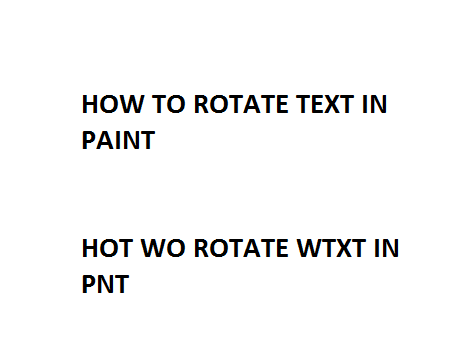 HOW TO ROTATE TEXT IN
PAINT
HOT WO ROTATE WTXT IN
PNT